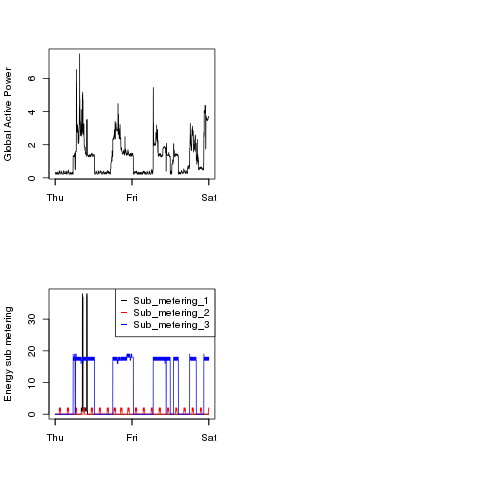 Global Active Power
6
4
2
0
Thu
Fri
Sat
Energy sub metering
30
20
10
0
Sub_metering_1
Sub_metering_2
Sub_metering_3
Thu
Fri
Sat